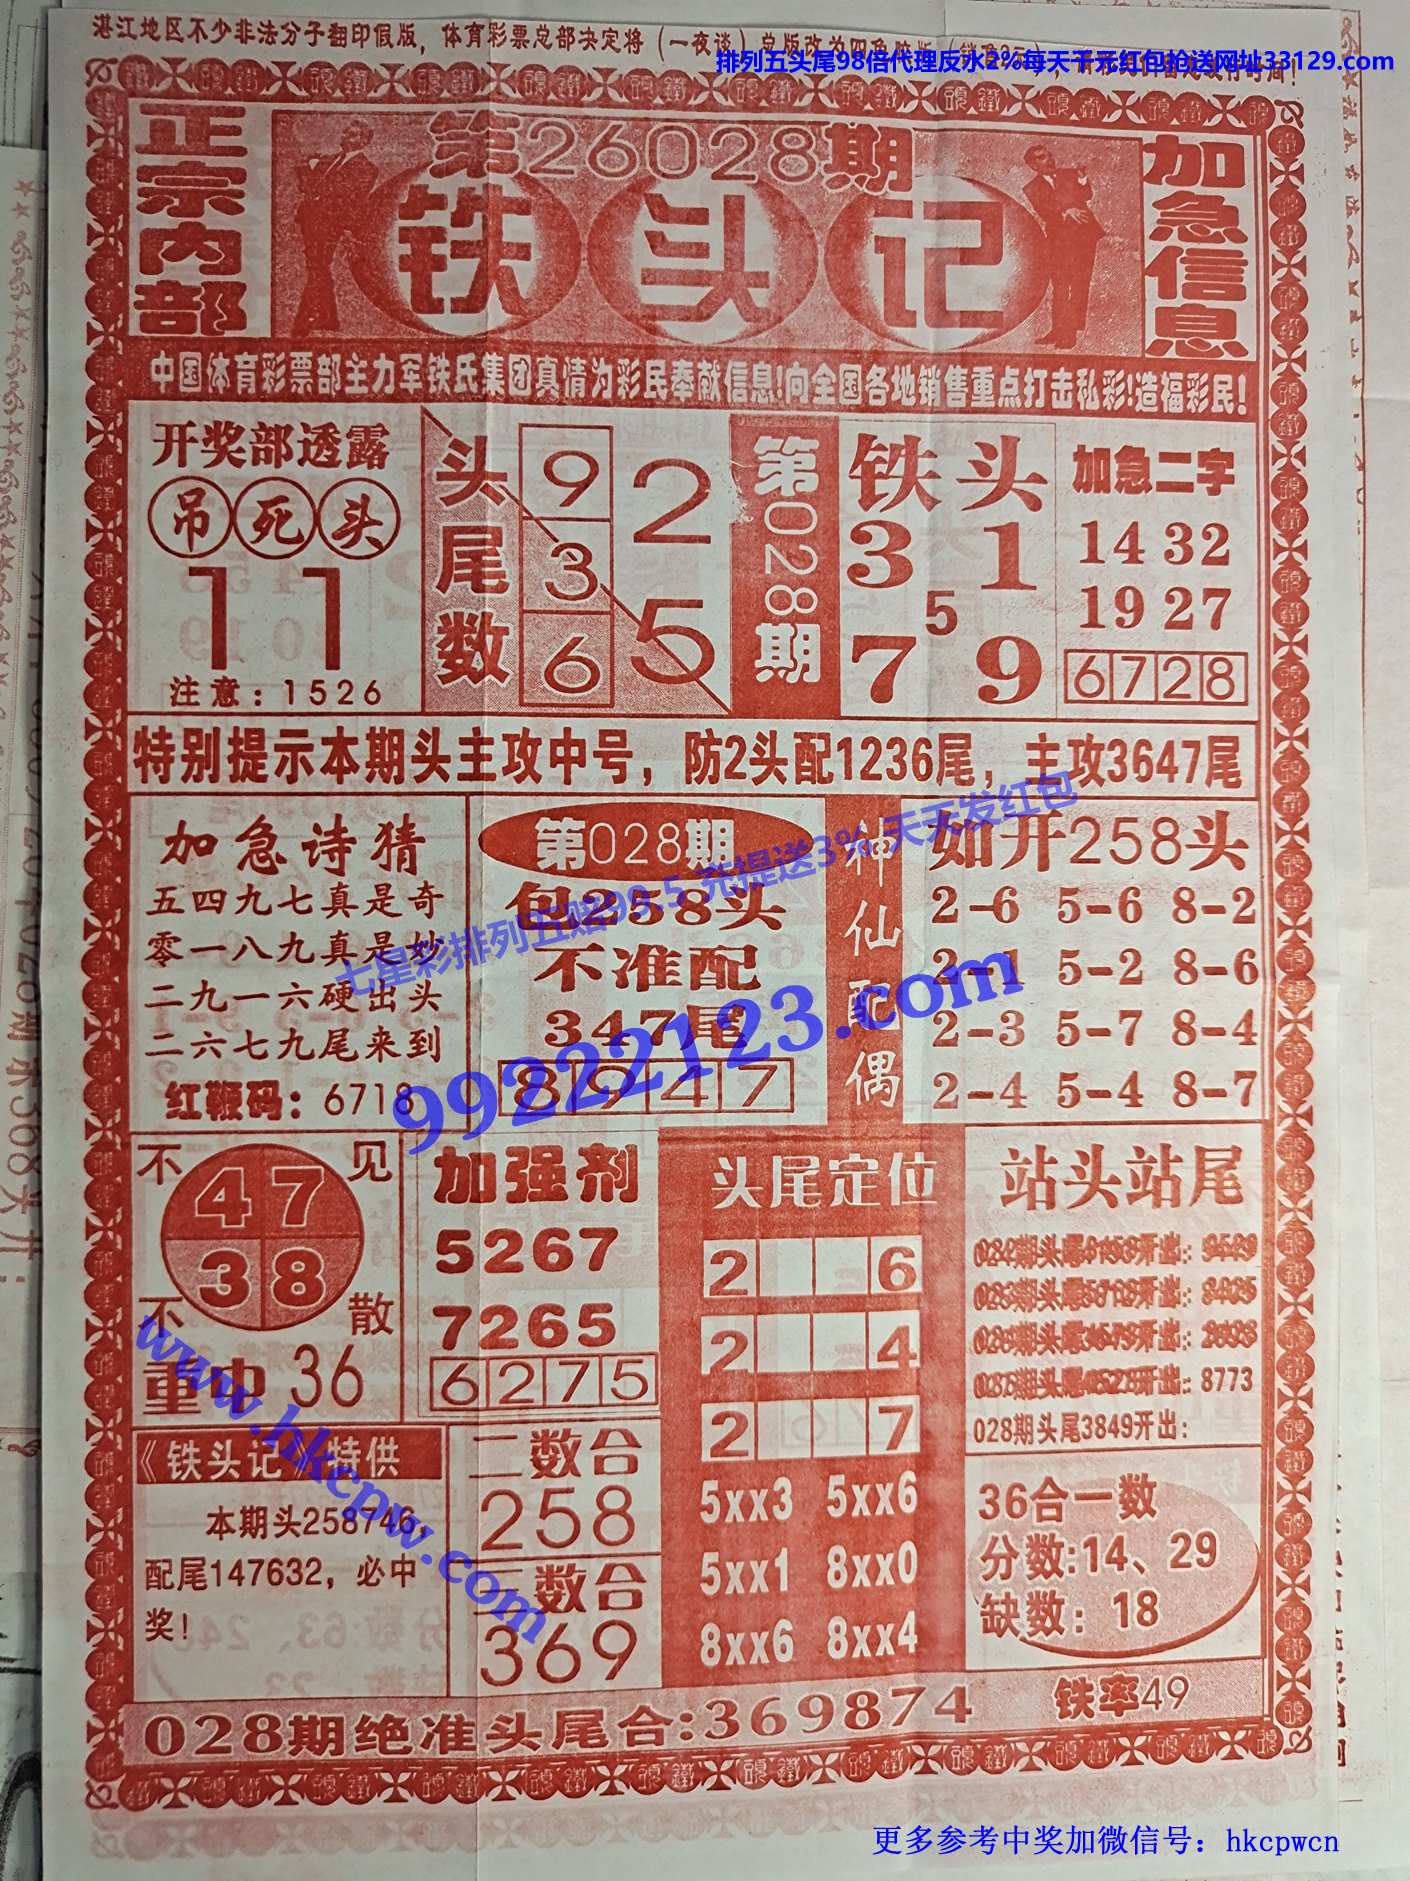 湛江地区不少非法分子翻印假版，体育彩票总部决定将（一夜谈）总版改为四色胶版
排列五头尾98倍代理反水2%每天千元红包抢送网址33129.com
正宗内部
第26028期
铁头记
加急信息
中国体育彩票部主力军铁氏集团真情为彩民奉献信息!向全国各地销售重点打击私彩!造福彩民!
开奖部透露
吊死头
11
注意：1526
头尾数
9 3 6
2 5
第028期
铁头
3 1
5
7 9
加急二字
14 32
19 27
6728
特别提示本期头主攻中号，防2头配1236尾，主攻3647尾
加急诗猜
五四九七真是奇
零一八九真是妙
二九一六硬出头
二六七九尾来到
红鞭码：6718
第028期
包258头
不准配
347尾
8947
神仙配偶
如开258头
2-6 5-6 8-2
2-1 5-2 8-6
2-3 5-7 8-4
2-4 5-4 8-7
七星彩排列五赔99.5 充提送3% 天天发红包
99222123.com
不见
47
38
不散
重中36
加强剂
5267
7265
6275
头尾定位
2 6
2 4
2 7
5xx3 5xx6
5xx1 8xx0
8xx6 8xx4
站头站尾
开出：8773
028期头尾3849开出：
《铁头记》特供
本期头258746，
配尾147632，必中
奖！
二数合
258
三数合
369
36合一数
分数:14、29
缺数：18
028期绝准头尾合:369874
铁率49
www.hkcpw.com
更多参考中奖加微信号：hkcpwcn